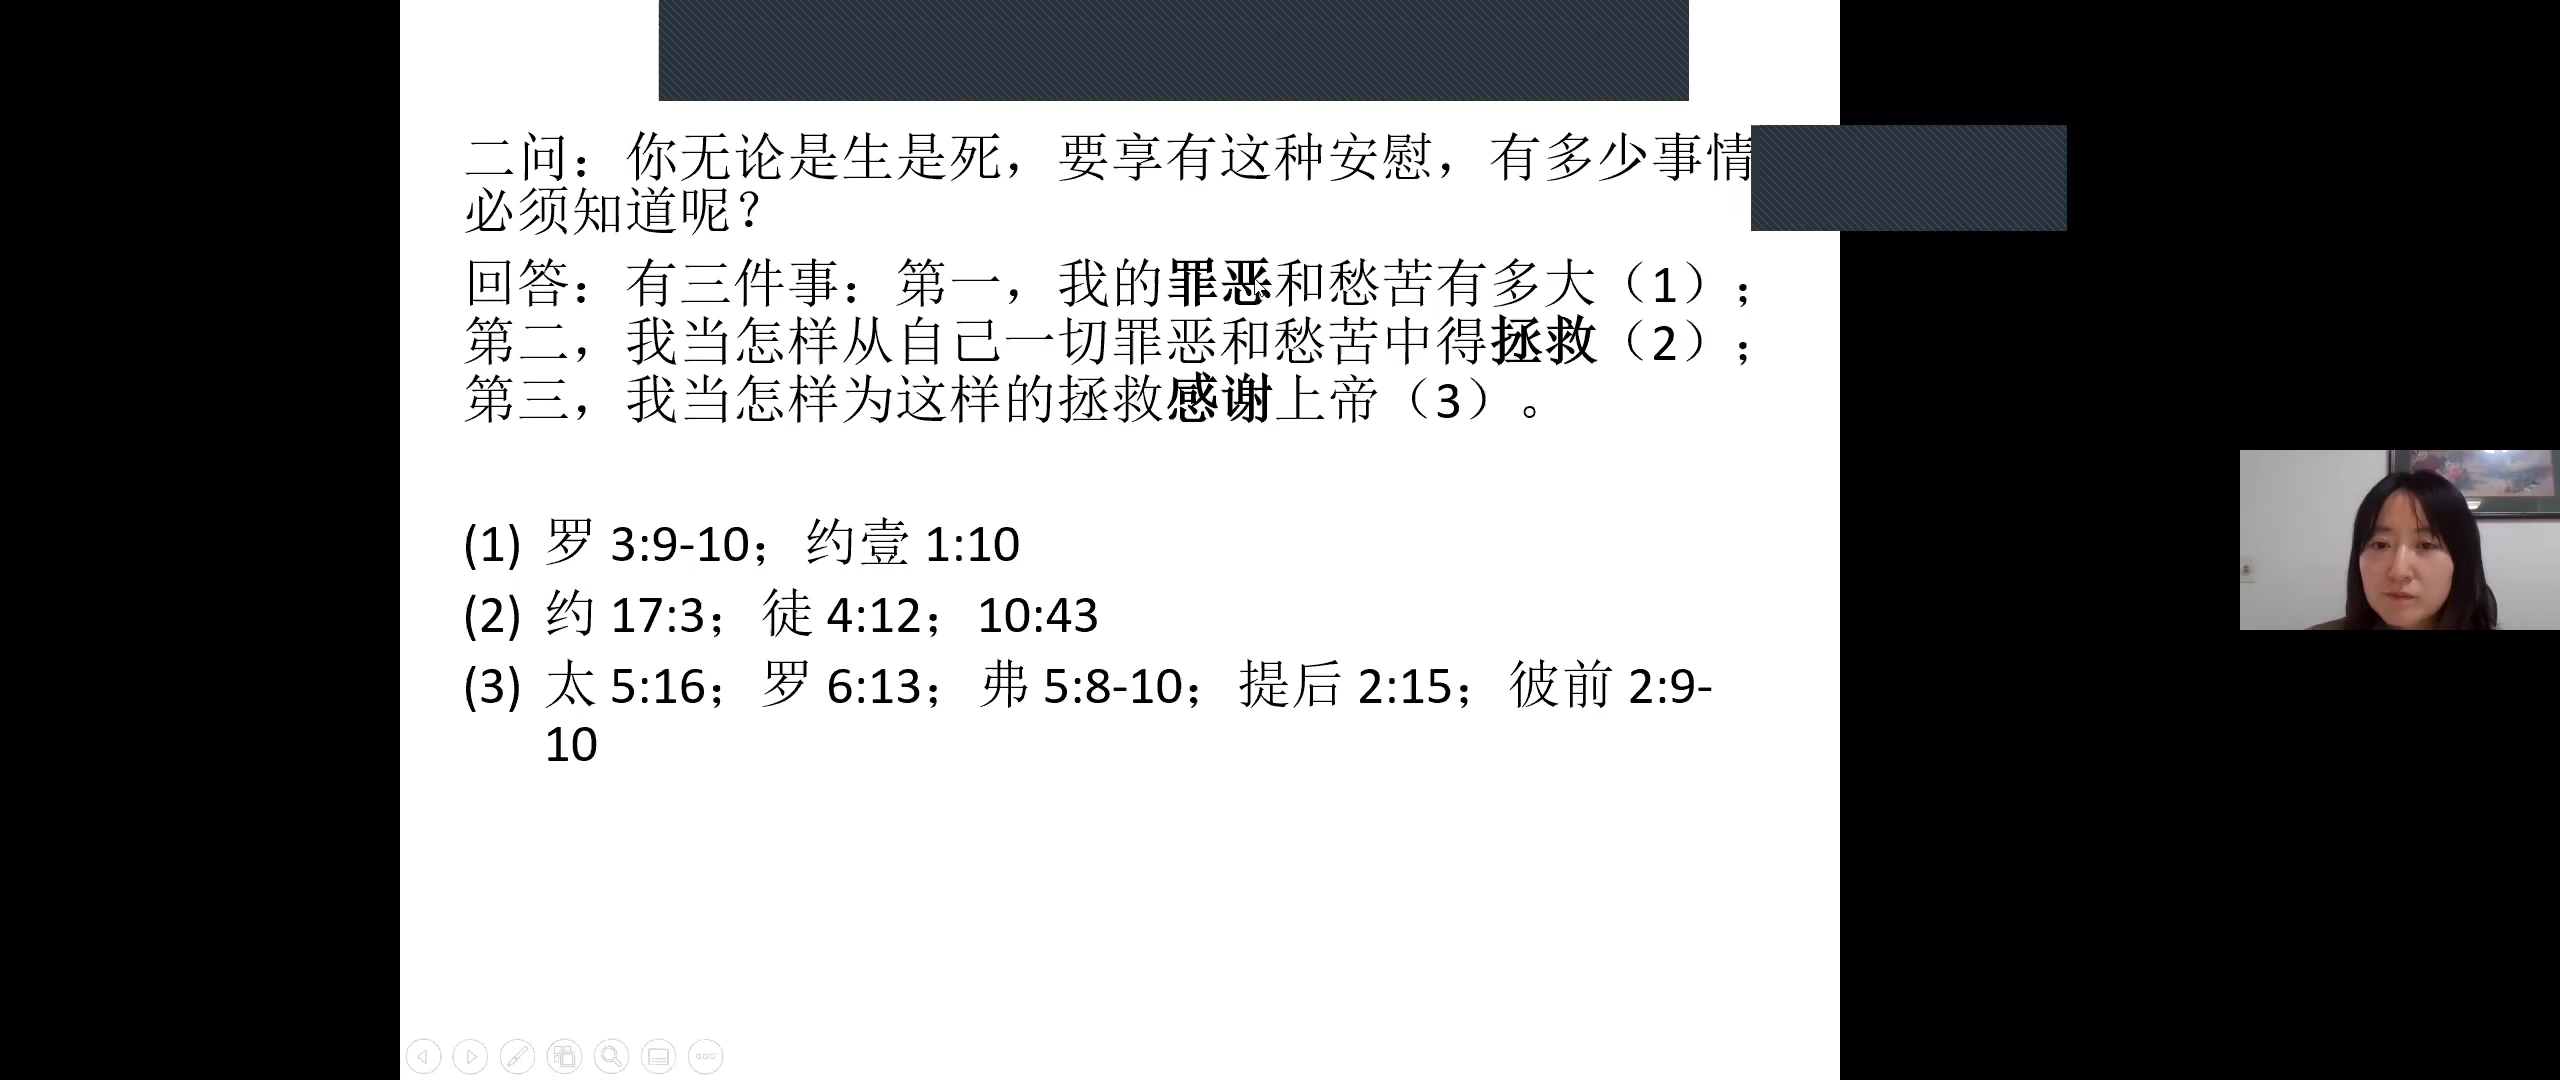 二问：你无论是生是死，要享有这种安慰，有多少事情
必须知道呢？
回答：有三件事：第一，我的罪恶和愁苦有多大（1）；
第二，我当怎样从自己一切罪恶和愁苦中得拯救（2）；
第三，我当怎样为这样的拯救感谢上帝（3）。
(1) 罗 3:9-10；约壹 1:10
(2) 约 17:3；徒 4:12；10:43
(3) 太 5:16；罗 6:13；弗 5:8-10；提后 2:15；彼前 2:9-
10